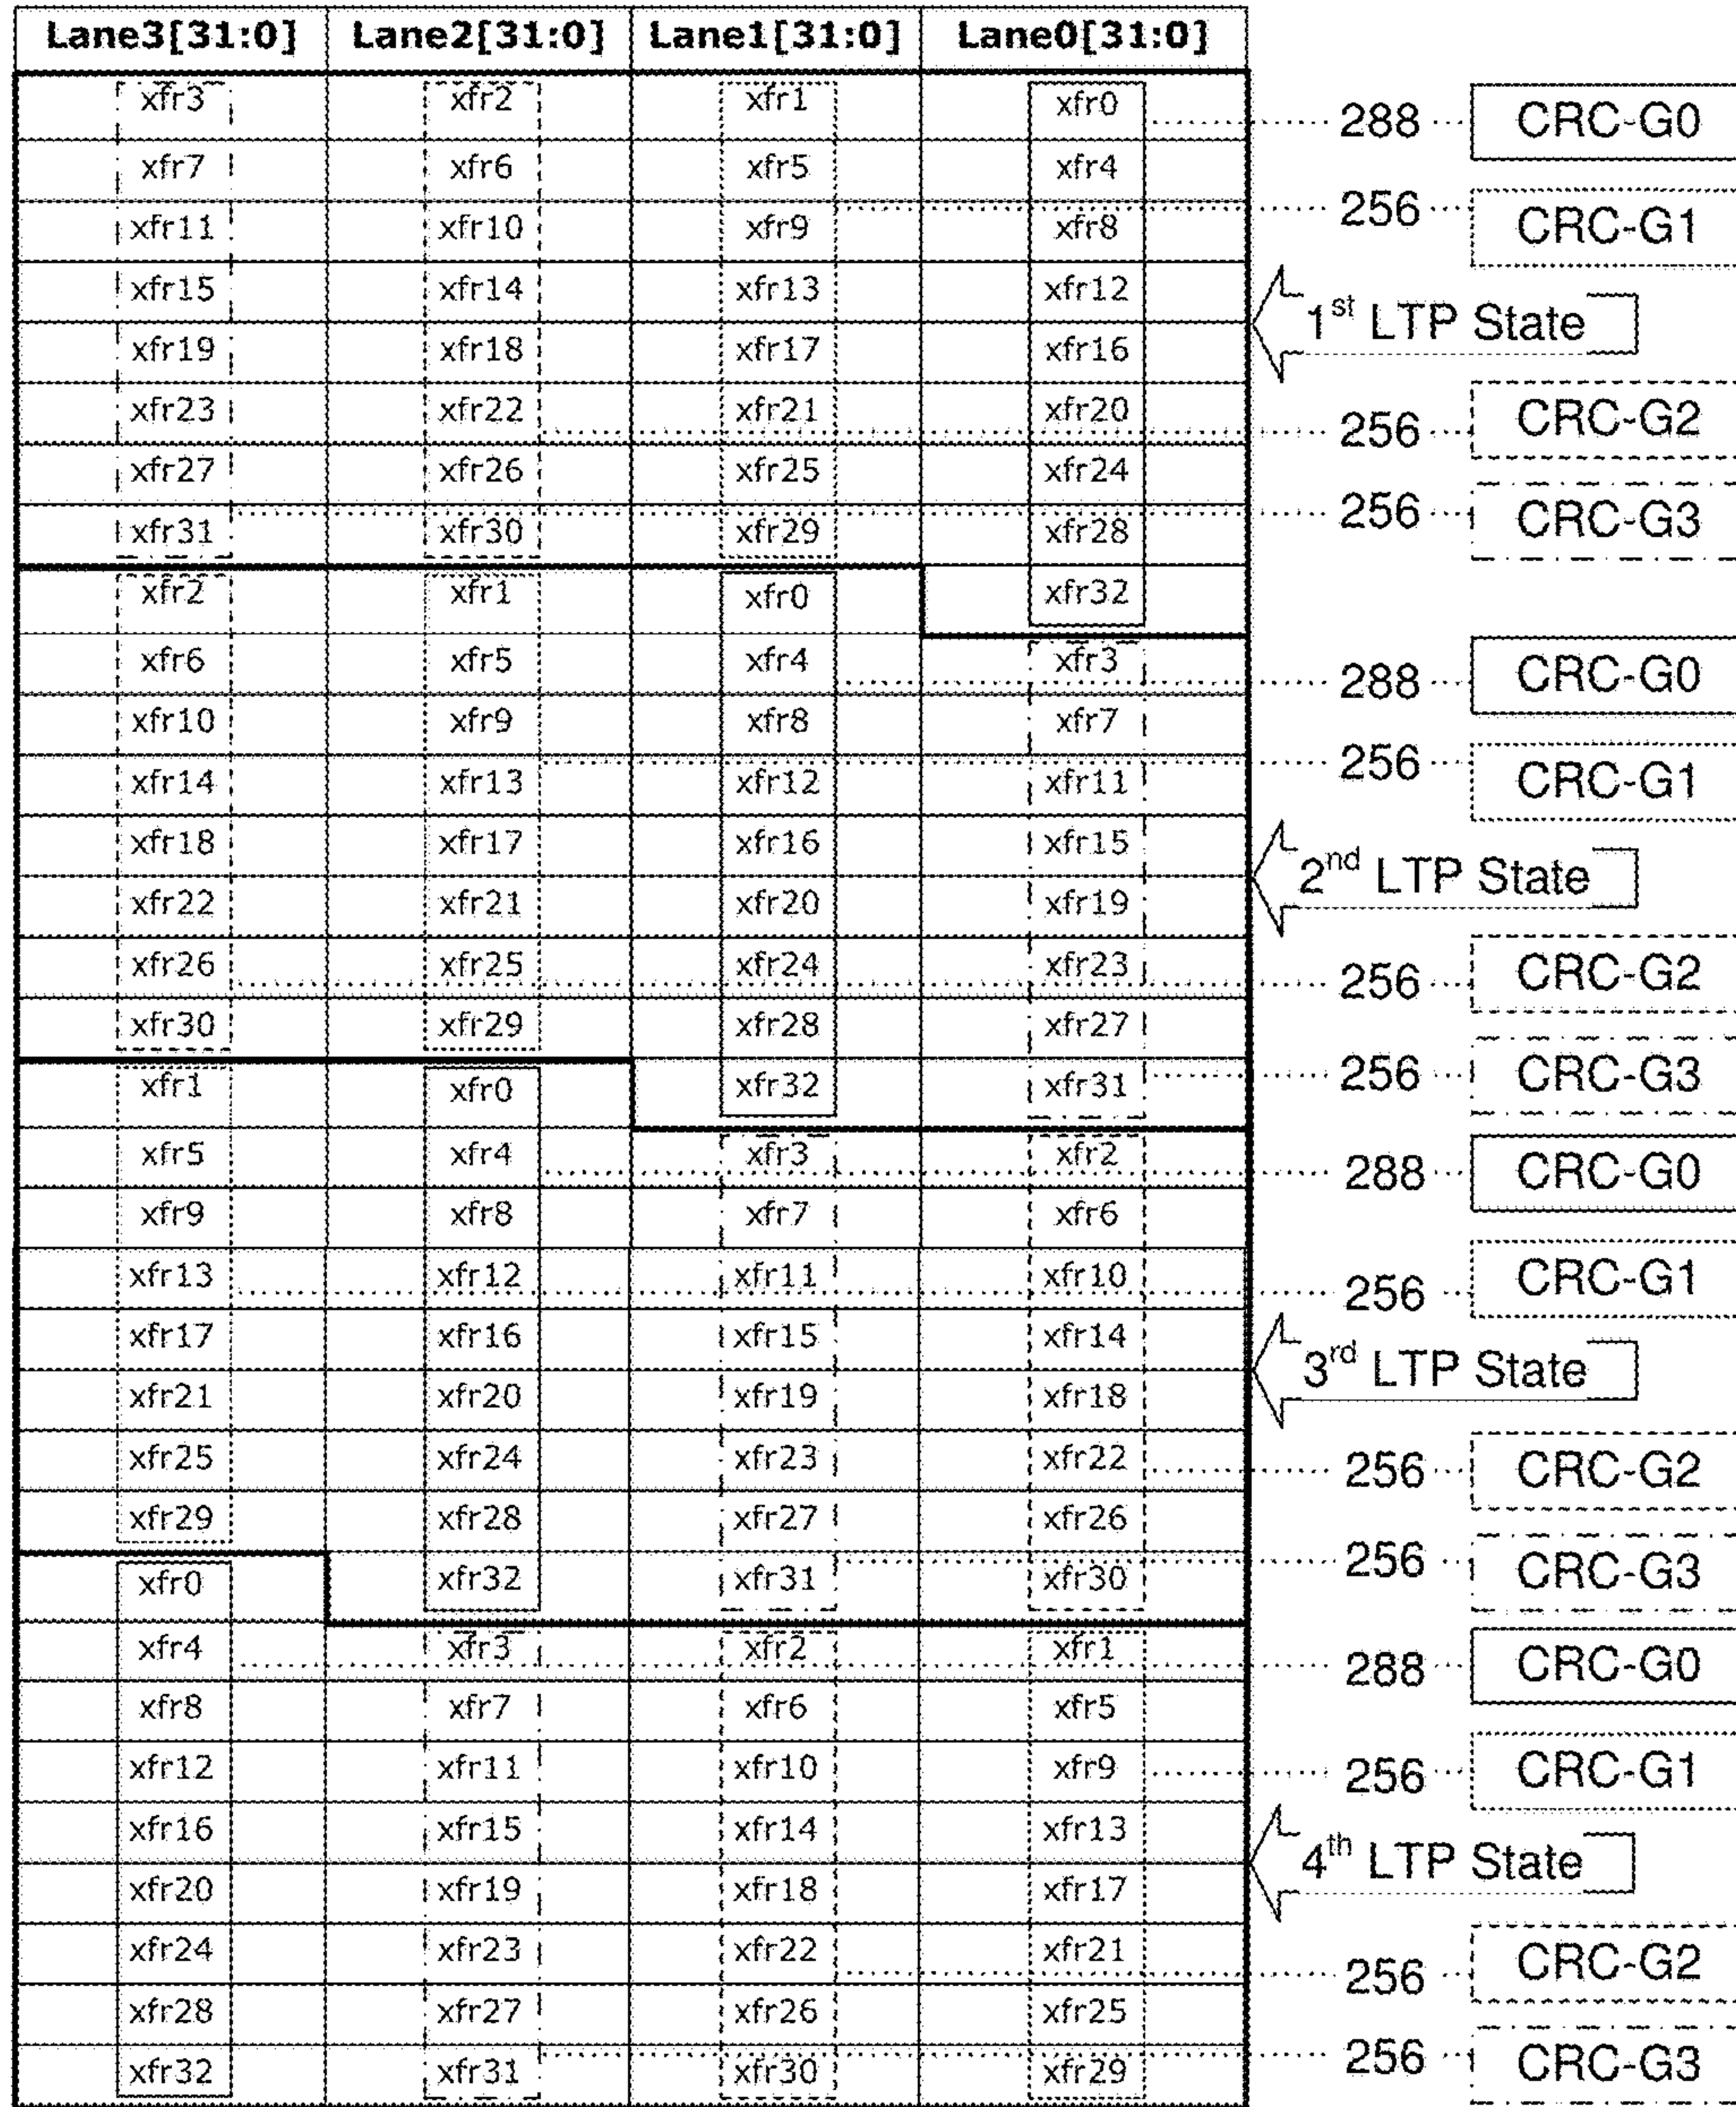 Lane3[31:0] Lane2[31:0] Lane1[31:0] Lane0[31:0]
xfr3 xfr2 xfr1 xfr0 288 CRC-G0
xfr7 xfr6 xfr5 xfr4
xfr11 xfr10 xfr9 xfr8 256 CRC-G1
xfr15 xfr14 xfr13 xfr12 1st LTP State
xfr19 xfr18 xfr17 xfr16
xfr23 xfr22 xfr21 xfr20 256 CRC-G2
xfr27 xfr26 xfr25 xfr24
xfr31 xfr30 xfr29 xfr28 256 CRC-G3
xfr2 xfr1 xfr0 xfr32
xfr6 xfr5 xfr4 xfr3 288 CRC-G0
xfr10 xfr9 xfr8 xfr7
xfr14 xfr13 xfr12 xfr11 256 CRC-G1
xfr18 xfr17 xfr16 xfr15
xfr22 xfr21 xfr20 xfr19 2nd LTP State
xfr26 xfr25 xfr24 xfr23 256 CRC-G2
xfr30 xfr29 xfr28 xfr27
xfr1 xfr0 xfr32 xfr31 256 CRC-G3
xfr5 xfr4 xfr3 xfr2 288 CRC-G0
xfr9 xfr8 xfr7 xfr6
xfr13 xfr12 xfr11 xfr10 256 CRC-G1
xfr17 xfr16 xfr15 xfr14
xfr21 xfr20 xfr19 xfr18 3rd LTP State
xfr25 xfr24 xfr23 xfr22 256 CRC-G2
xfr29 xfr28 xfr27 xfr26
xfr0 xfr32 xfr31 xfr30 256 CRC-G3
xfr4 xfr3 xfr2 xfr1 288 CRC-G0
xfr8 xfr7 xfr6 xfr5
xfr12 xfr11 xfr10 xfr9 256 CRC-G1
xfr16 xfr15 xfr14 xfr13
xfr20 xfr19 xfr18 xfr17 4th LTP State
xfr24 xfr23 xfr22 xfr21 256 CRC-G2
xfr28 xfr27 xfr26 xfr25
xfr32 xfr31 xfr30 xfr29 256 CRC-G3